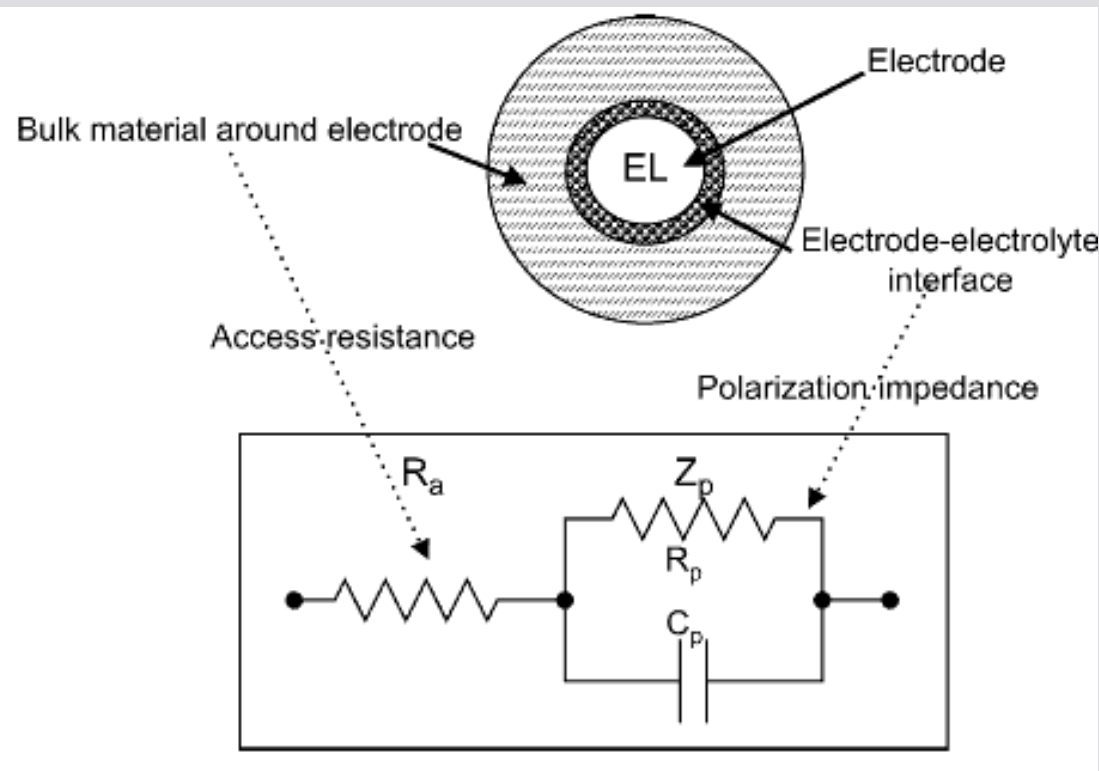 Electrode
Bulk material around electrode
EL
Electrode-electrolyte
interface
Access resistance
Polarization impedance
Rₐ
Zₚ
Rₚ
Cₚ